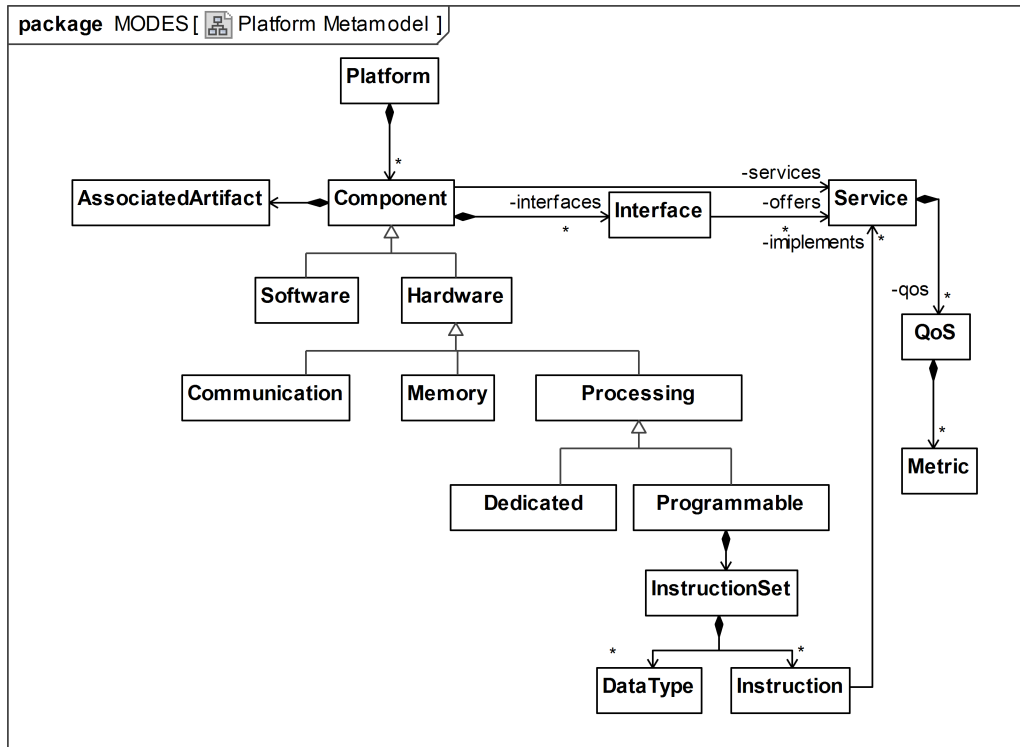 package MODES [ Platform Metamodel ]
Platform
*
AssociatedArtifact
Component
-services
Service
-interfaces
Interface
-offers
*
*
-imiplements
*
Software
Hardware
-qos
*
QoS
Communication
Memory
Processing
*
Metric
Dedicated
Programmable
InstructionSet
*
*
DataType
Instruction